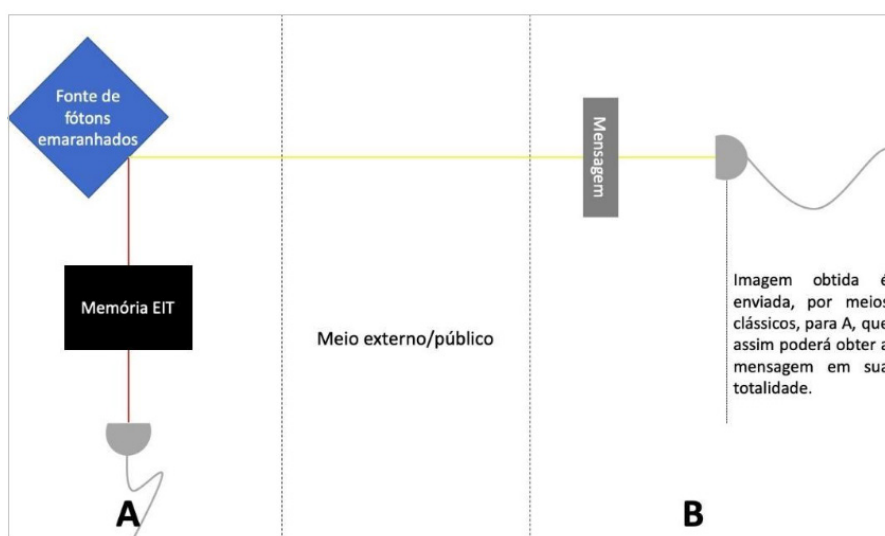 Fonte de
fótons
emaranhados
Mensagem
Memória EIT
Meio externo/público
Imagem obtida é
enviada, por meios
clássicos, para A, que
assim poderá obter a
mensagem em sua
totalidade.
A
B